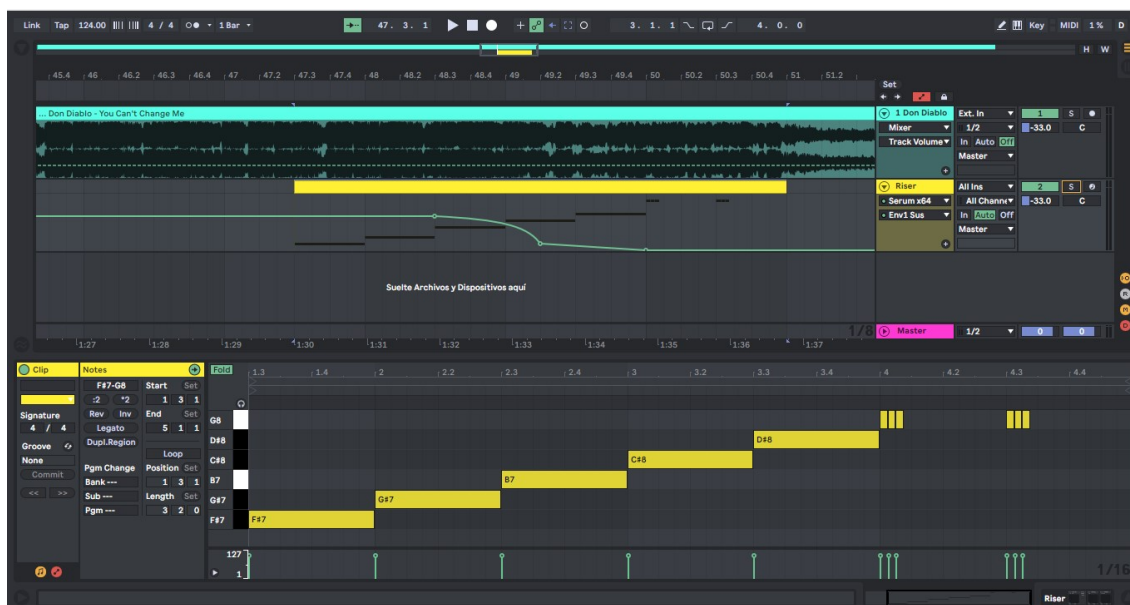 Link Tap 124.00 4 / 4 1 Bar 47. 3. 1 3. 1. 1 4. 0. 0 Key MIDI 1 % D
H W
45.4 46 46.2 46.3 46.4 47 47.2 47.3 47.4 48 48.2 48.3 48.4 49 49.2 49.3 49.4 50 50.2 50.3 50.4 51 51.2
Set
... Don Diablo - You Can't Change Me 1 Don Diablo Ext. In 1 S
Mixer 1/2 -33.0 C
Track Volume In Auto Off
Master
Riser All Ins 2 S
Serum x64 All Channe -33.0 C
Env1 Sus In Auto Off
Master
Suelte Archivos y Dispositivos aquí
1/8 Master 1/2 0 0
1:27 1:28 1:29 1:30 1:31 1:32 1:33 1:34 1:35 1:36 1:37
Clip Notes Fold 1.3 1.4 2 2.2 2.3 2.4 3 3.2 3.3 3.4 4 4.2 4.3 4.4
F#7-G8 Start Set
:2 *2 1 3 1
Signature Rev Inv End Set
4 / 4 Legato 5 1 1 G8
Groove Dupl.Region D#8 D#8
None Loop C#8 C#8
Commit Pgm Change Position Set
<< >> Bank --- 1 3 1 B7 B7
Sub --- Length Set G#7 G#7
Pgm --- 3 2 0 F#7 F#7
127
1 1/16
Riser